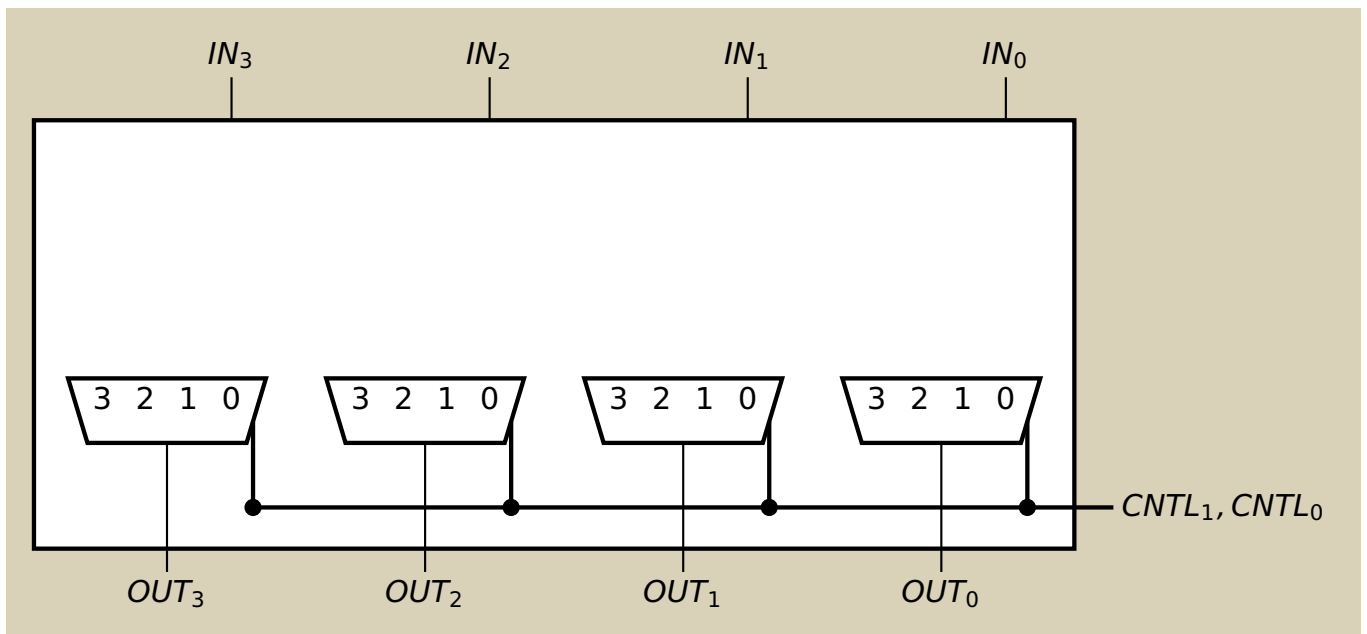 IN₃ IN₂ IN₁ IN₀
3 2 1 0 3 2 1 0 3 2 1 0 3 2 1 0
CNTL₁, CNTL₀
OUT₃ OUT₂ OUT₁ OUT₀